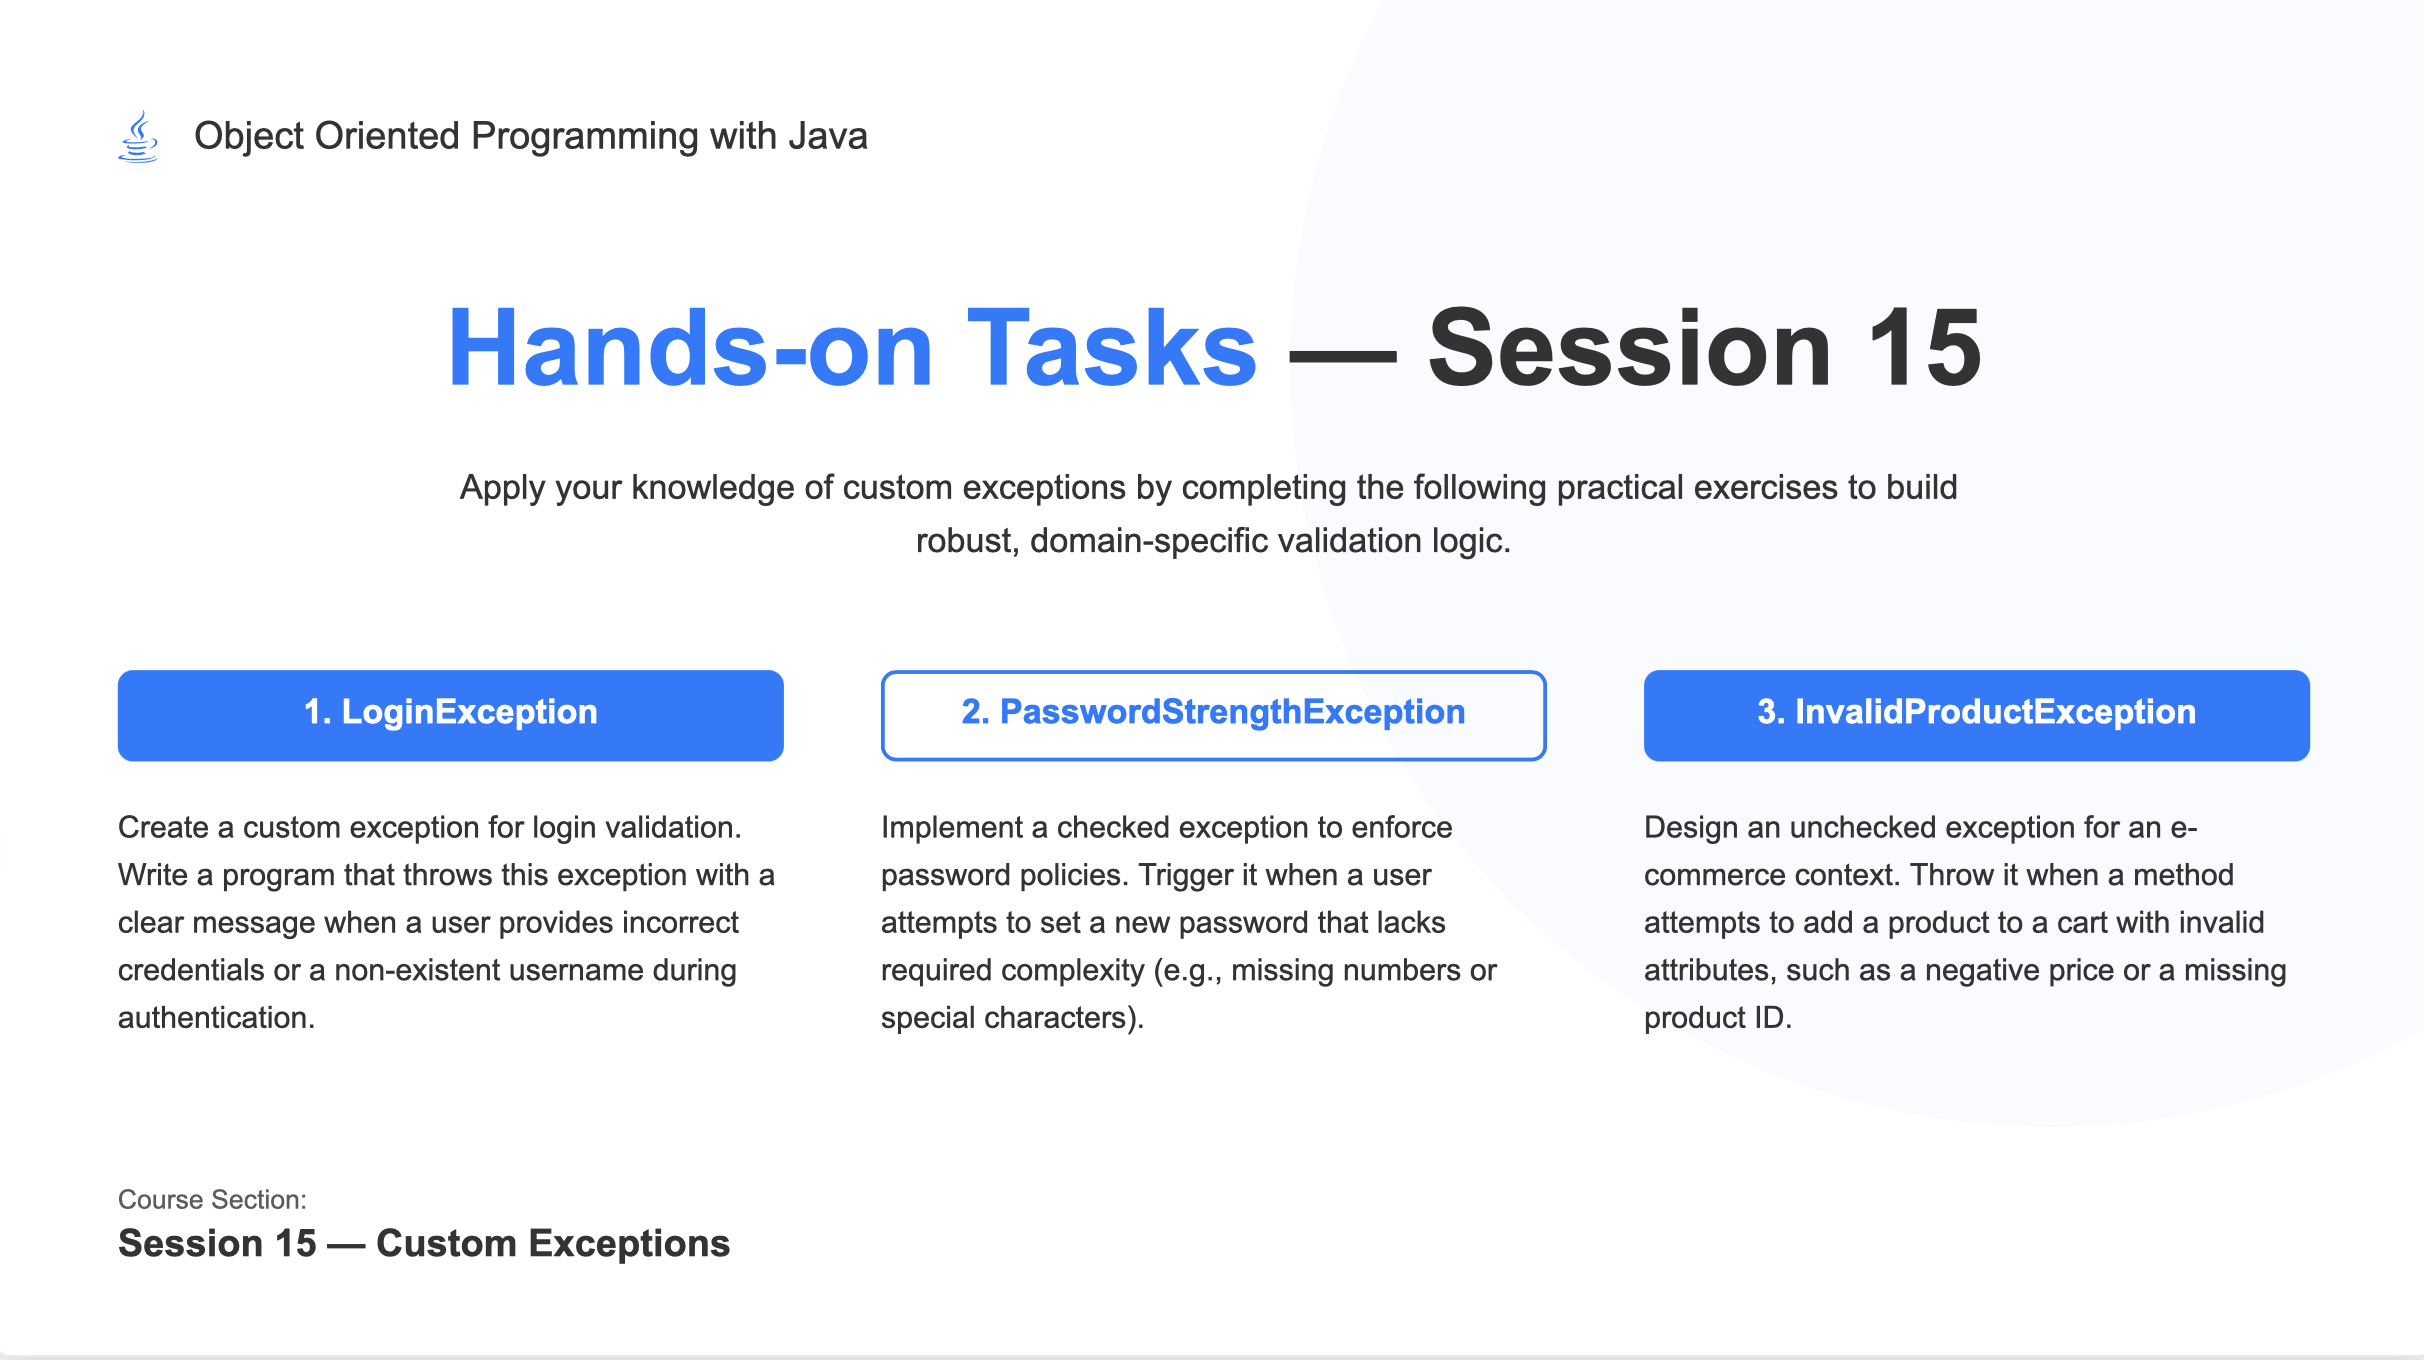 Object Oriented Programming with Java
Hands-on Tasks — Session 15
Apply your knowledge of custom exceptions by completing the following practical exercises to build
robust, domain-specific validation logic.
1. LoginException
Create a custom exception for login validation.
Write a program that throws this exception with a
clear message when a user provides incorrect
credentials or a non-existent username during
authentication.
2. PasswordStrengthException
Implement a checked exception to enforce
password policies. Trigger it when a user
attempts to set a new password that lacks
required complexity (e.g., missing numbers or
special characters).
3. InvalidProductException
Design an unchecked exception for an e-
commerce context. Throw it when a method
attempts to add a product to a cart with invalid
attributes, such as a negative price or a missing
product ID.
Course Section:
Session 15 — Custom Exceptions